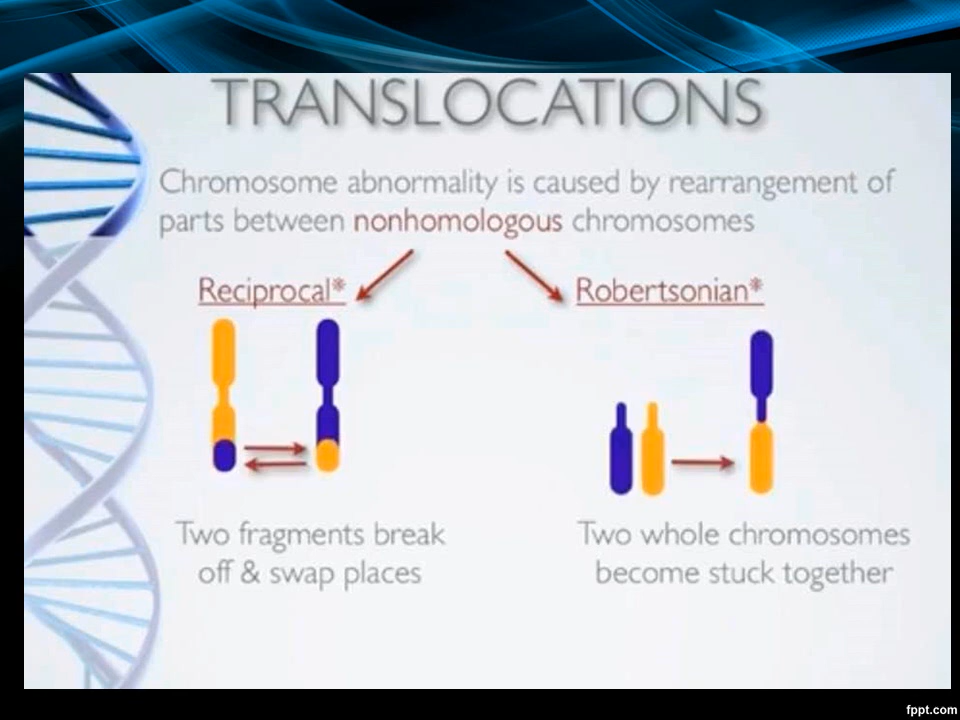 TRANSLOCATIONS
Chromosome abnormality is caused by rearrangement of
parts between nonhomologous chromosomes
Reciprocal*
Robertsonian*
Two fragments break
off & swap places
Two whole chromosomes
become stuck together
fppt.com